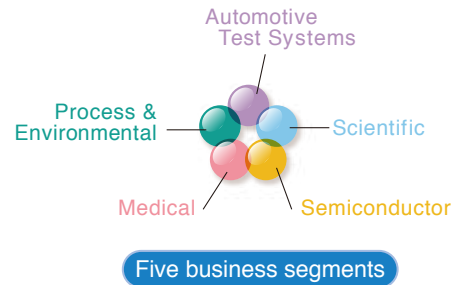 Automotive
Test Systems
Process &
Environmental
Scientific
Medical
Semiconductor
Five business segments